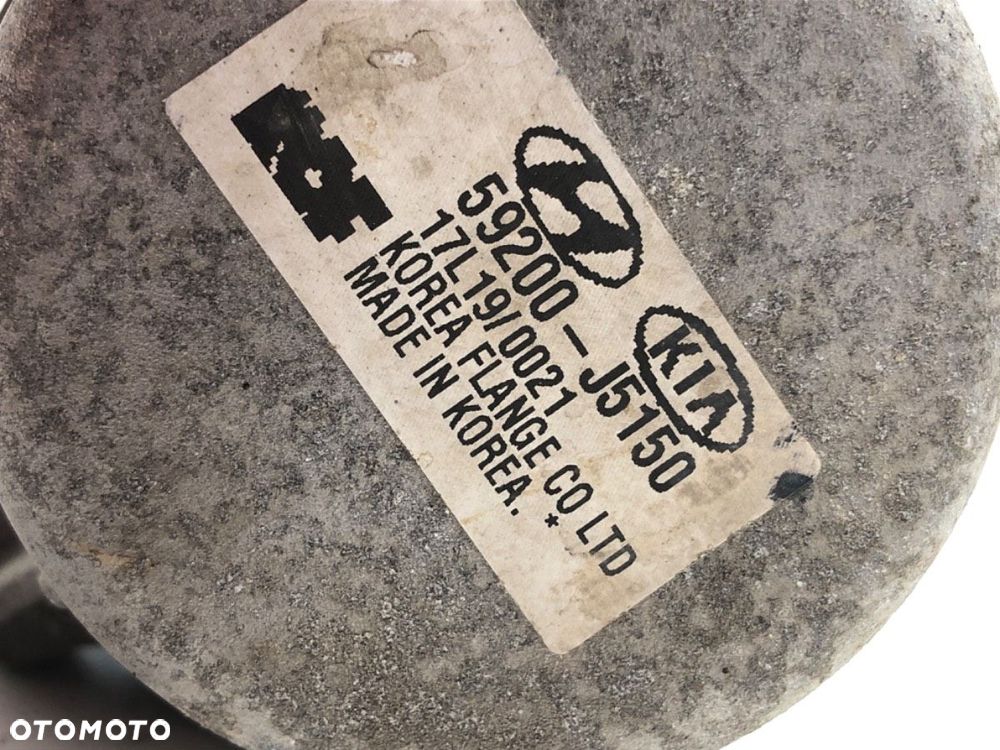 KIA
59200-J5150
17L19/0021
KOREA FLANGE CO LTD
MADE IN KOREA. *
OTOMOTO